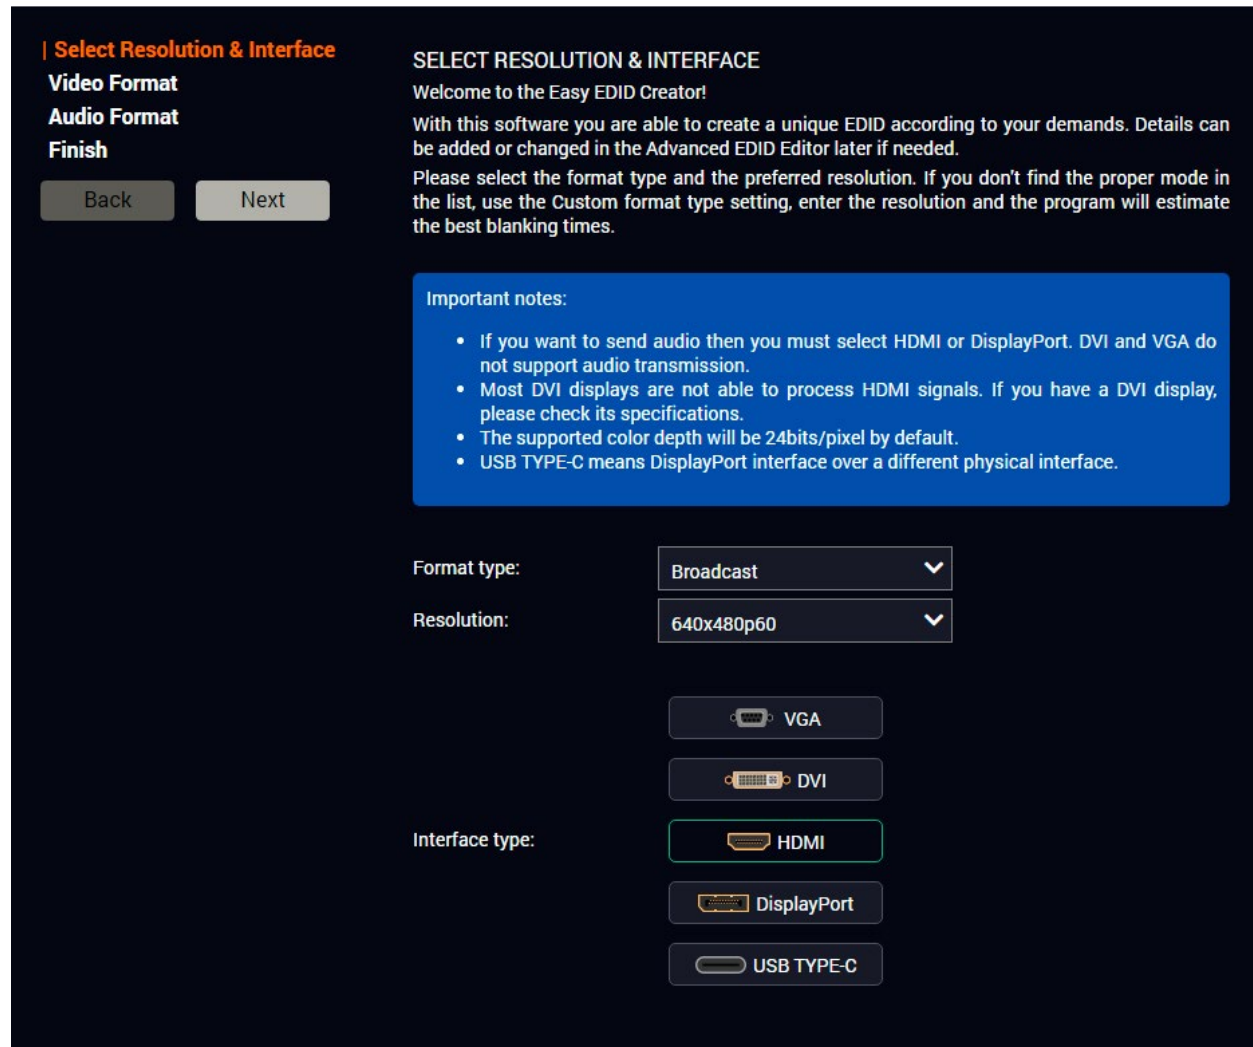 | Select Resolution & Interface
Video Format
Audio Format
Finish
Back
Next
SELECT RESOLUTION & INTERFACE
Welcome to the Easy EDID Creator!
With this software you are able to create a unique EDID according to your demands. Details can
be added or changed in the Advanced EDID Editor later if needed.
Please select the format type and the preferred resolution. If you don't find the proper mode in
the list, use the Custom format type setting, enter the resolution and the program will estimate
the best blanking times.
Important notes:
• If you want to send audio then you must select HDMI or DisplayPort. DVI and VGA do
not support audio transmission.
• Most DVI displays are not able to process HDMI signals. If you have a DVI display,
please check its specifications.
• The supported color depth will be 24bits/pixel by default.
• USB TYPE-C means DisplayPort interface over a different physical interface.
Format type:
Broadcast
Resolution:
640x480p60
Interface type:
VGA
DVI
HDMI
DisplayPort
USB TYPE-C